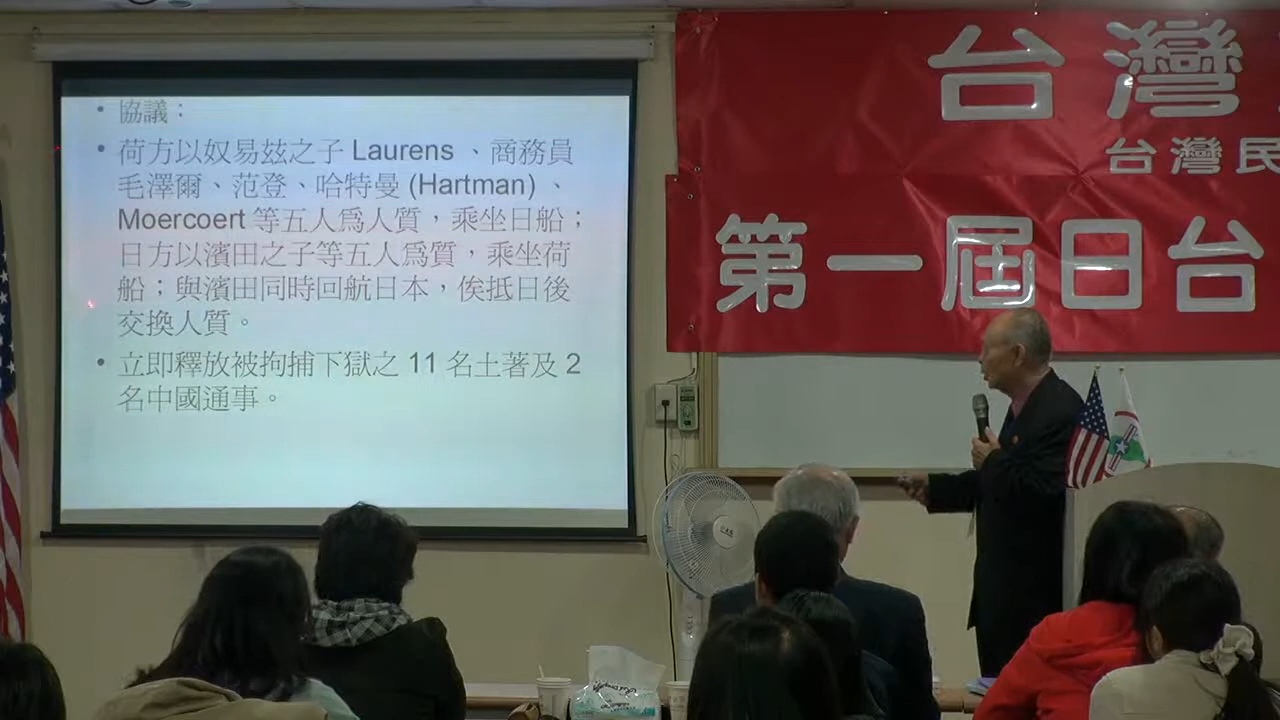 • 協議：
• 荷方以奴易玆之子 Laurens 、商務員
毛澤爾、范登、哈特曼 (Hartman) 、
Moercoert 等五人爲人質，乘坐日船；
日方以濱田之子等五人爲質，乘坐荷
船；與濱田同時回航日本，俟抵日後
交換人質。
• 立即釋放被拘捕下獄之 11 名土著及 2
名中國通事。
台灣
台灣民
第一屆日台